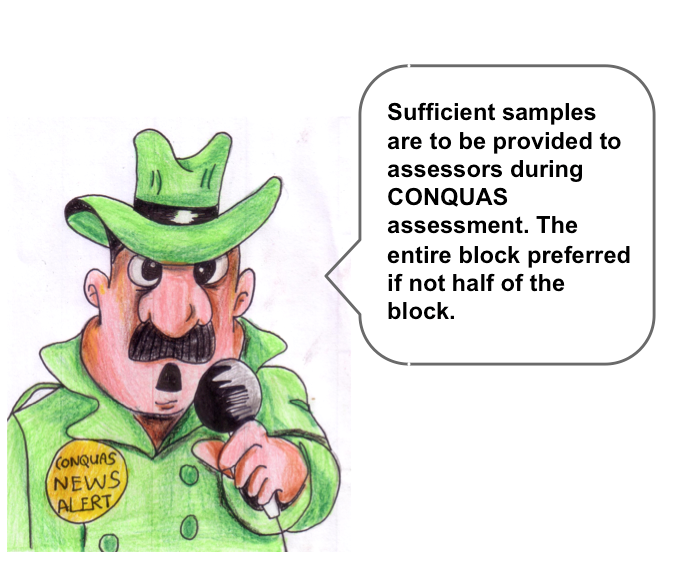 Sufficient samples
are to be provided to
assessors during
CONQUAS
assessment. The
entire block preferred
if not half of the
block.
CONQUAS
NEWS
ALERT